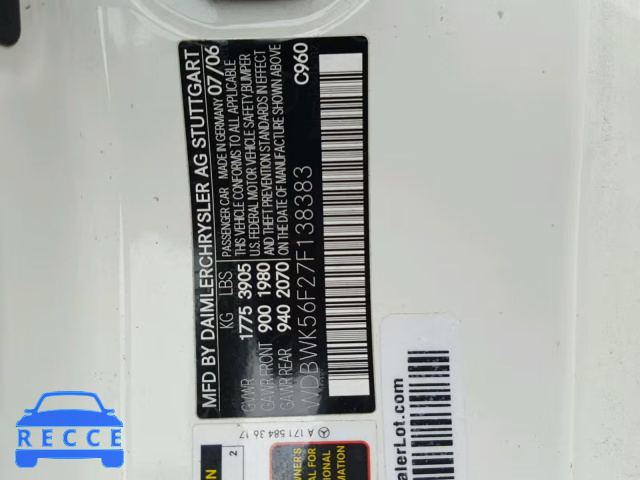 MFD BY DAIMLERCHRYSLER AG STUTTGART
KG LBS PASSENGER CAR MADE IN GERMANY 07/06
GVWR 1775 3905 THIS VEHICLE CONFORMS TO ALL APPLICABLE
U.S. FEDERAL MOTOR VEHICLE SAFETY BUMPER
GAWR FRONT 900 1980 AND THEFT PREVENTION STANDARDS IN EFFECT
GAWR REAR 940 2070 ON THE DATE OF MANUFACTURE SHOWN ABOVE
C960
WDBWK56F27F138383
A 171 584 36 17
2
FOR
alerLot.com
RECCE